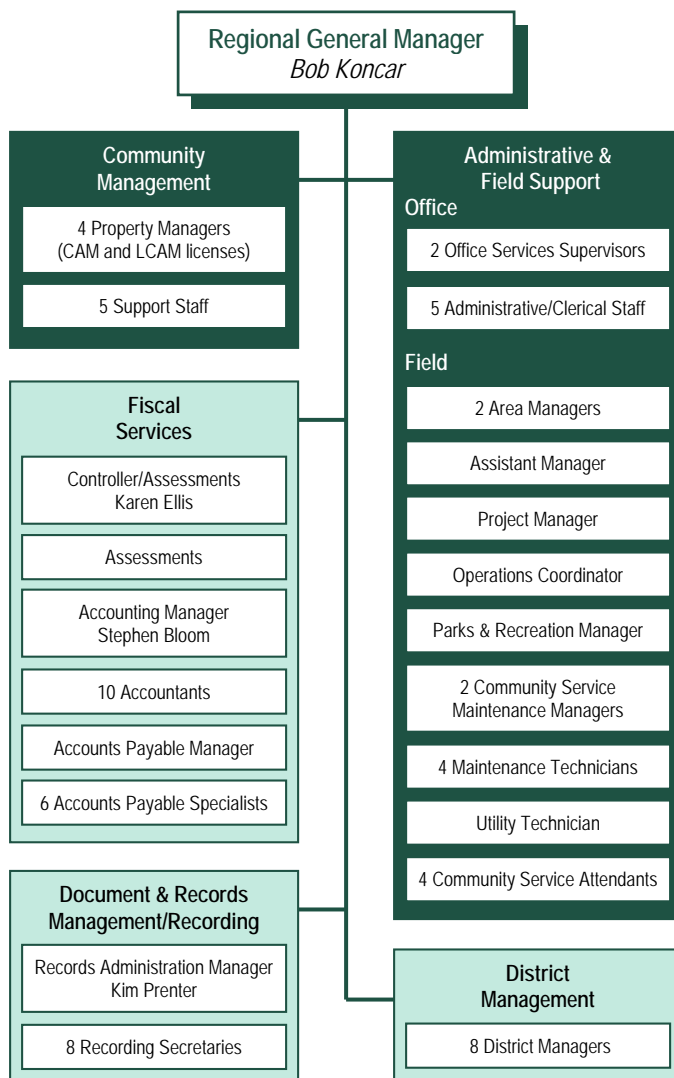 Regional General Manager
Bob Koncar
Community
Management
4 Property Managers
(CAM and LCAM licenses)
5 Support Staff
Administrative &
Field Support
Office
2 Office Services Supervisors
5 Administrative/Clerical Staff
Field
2 Area Managers
Assistant Manager
Project Manager
Operations Coordinator
Parks & Recreation Manager
2 Community Service
Maintenance Managers
4 Maintenance Technicians
Utility Technician
4 Community Service Attendants
Fiscal
Services
Controller/Assessments
Karen Ellis
Assessments
Accounting Manager
Stephen Bloom
10 Accountants
Accounts Payable Manager
6 Accounts Payable Specialists
Document & Records
Management/Recording
Records Administration Manager
Kim Prenter
8 Recording Secretaries
District
Management
8 District Managers